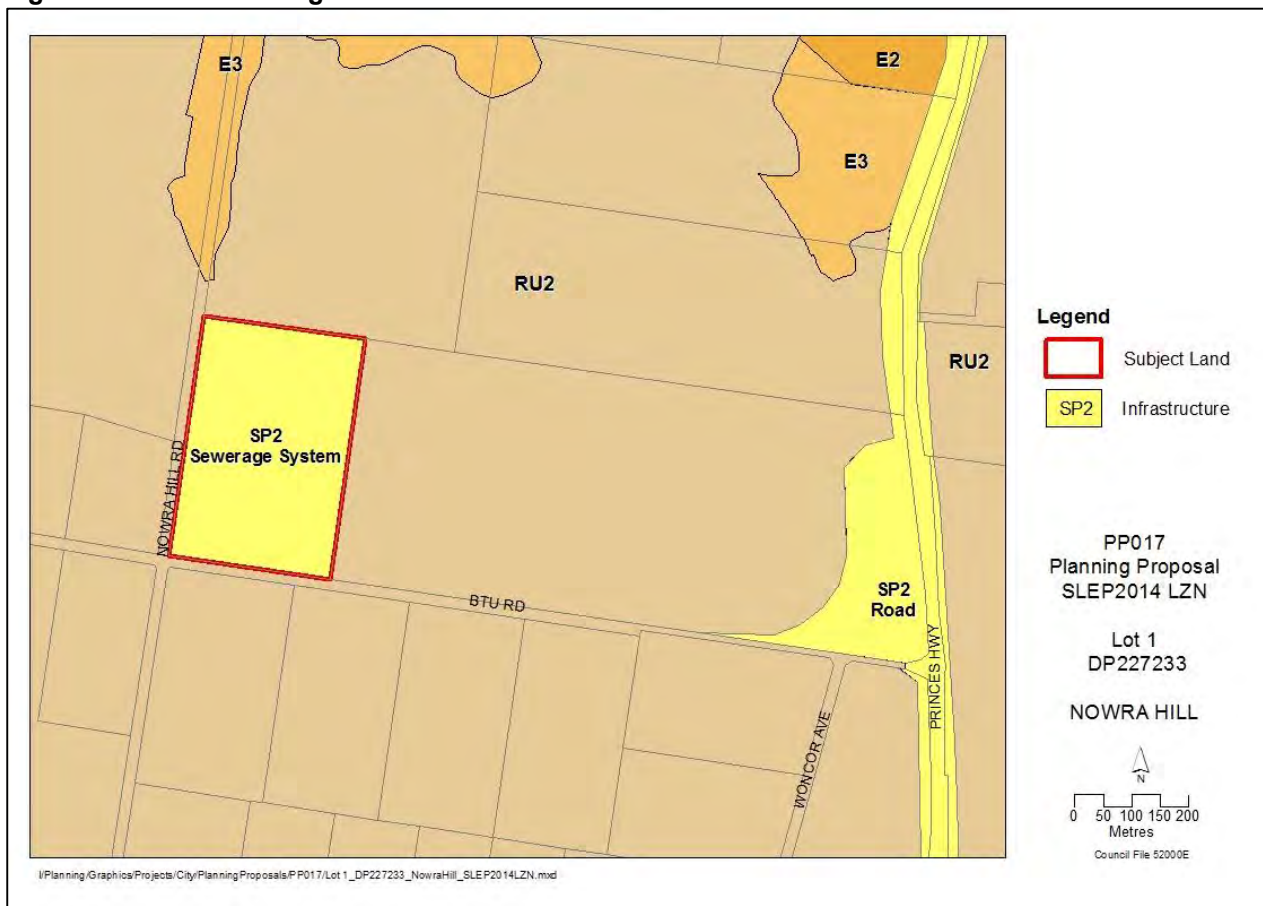 E3
E2
E3
RU2
RU2
SP2
Sewerage System
NOWRA HILL RD
BTU RD
SP2
Road
PRINCES HWY
WONCOR AVE
Legend
Subject Land
SP2 Infrastructure
PP017
Planning Proposal
SLEP2014 LZN
Lot 1
DP227233
NOWRA HILL
N
0 50 100 150 200
Metres
Council File 52000E
I/Planning/Graphics/Projects/City/PlanningProposals/PP017/Lot 1_DP227233_NowraHill_SLEP2014LZN.mxd